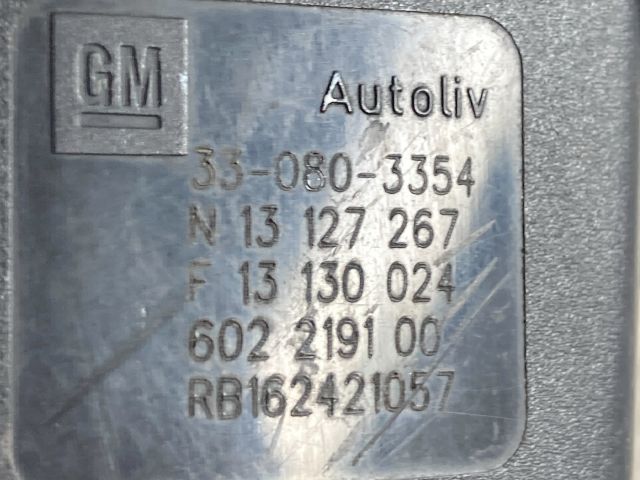 GM
Autoliv
33-080-3354
N 13 127 267
F 13 130 024
602 2191 00
RB162421057